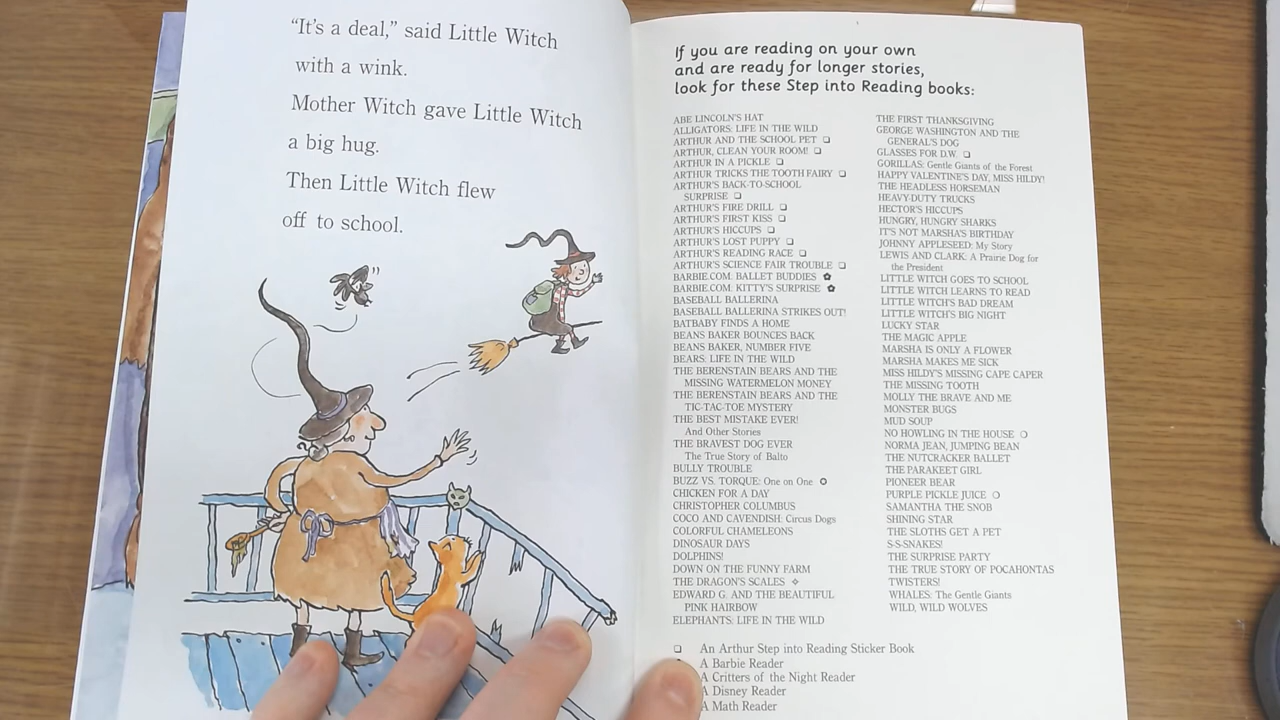 “It’s a deal,” said Little Witch
with a wink.
Mother Witch gave Little Witch
a big hug.
Then Little Witch flew
off to school.
If you are reading on your own
and are ready for longer stories,
look for these Step into Reading books:
ABE LINCOLN’S HAT
ALLIGATORS: LIFE IN THE WILD
ARTHUR AND THE SCHOOL PET ❑
ARTHUR, CLEAN YOUR ROOM! ❑
ARTHUR IN A PICKLE ❑
ARTHUR TRICKS THE TOOTH FAIRY ❑
ARTHUR’S BACK-TO-SCHOOL
SURPRISE ❑
ARTHUR’S FIRE DRILL ❑
ARTHUR’S FIRST KISS ❑
ARTHUR’S HICCUPS ❑
ARTHUR’S LOST PUPPY ❑
ARTHUR’S READING RACE ❑
ARTHUR’S SCIENCE FAIR TROUBLE ❑
BARBIE.COM: BALLET BUDDIES ✿
BARBIE.COM: KITTY’S SURPRISE ✿
BASEBALL BALLERINA
BASEBALL BALLERINA STRIKES OUT!
BATBABY FINDS A HOME
BEANS BAKER BOUNCES BACK
BEANS BAKER, NUMBER FIVE
BEARS: LIFE IN THE WILD
THE BERENSTAIN BEARS AND THE
MISSING WATERMELON MONEY
THE BERENSTAIN BEARS AND THE
TIC-TAC-TOE MYSTERY
THE BEST MISTAKE EVER!
And Other Stories
THE BRAVEST DOG EVER
The True Story of Balto
BULLY TROUBLE
BUZZ VS. TORQUE: One on One ✪
CHICKEN FOR A DAY
CHRISTOPHER COLUMBUS
COCO AND CAVENDISH: Circus Dogs
COLORFUL CHAMELEONS
DINOSAUR DAYS
DOLPHINS!
DOWN ON THE FUNNY FARM
THE DRAGON’S SCALES ✧
EDWARD G. AND THE BEAUTIFUL
PINK HAIRBOW
ELEPHANTS: LIFE IN THE WILD
THE FIRST THANKSGIVING
GEORGE WASHINGTON AND THE
GENERAL’S DOG
GLASSES FOR D.W. ❑
GORILLAS: Gentle Giants of the Forest
HAPPY VALENTINE’S DAY, MISS HILDY!
THE HEADLESS HORSEMAN
HEAVY-DUTY TRUCKS
HECTOR’S HICCUPS
HUNGRY, HUNGRY SHARKS
IT’S NOT MARSHA’S BIRTHDAY
JOHNNY APPLESEED: My Story
LEWIS AND CLARK: A Prairie Dog for
the President
LITTLE WITCH GOES TO SCHOOL
LITTLE WITCH LEARNS TO READ
LITTLE WITCH’S BAD DREAM
LITTLE WITCH’S BIG NIGHT
LUCKY STAR
THE MAGIC APPLE
MARSHA IS ONLY A FLOWER
MARSHA MAKES ME SICK
MISS HILDY’S MISSING CAPE CAPER
THE MISSING TOOTH
MOLLY THE BRAVE AND ME
MONSTER BUGS
MUD SOUP
NO HOWLING IN THE HOUSE ❍
NORMA JEAN, JUMPING BEAN
THE NUTCRACKER BALLET
THE PARAKEET GIRL
PIONEER BEAR
PURPLE PICKLE JUICE ❍
SAMANTHA THE SNOB
SHINING STAR
THE SLOTHS GET A PET
S-S-SNAKES!
THE SURPRISE PARTY
THE TRUE STORY OF POCAHONTAS
TWISTERS!
WHALES: The Gentle Giants
WILD, WILD WOLVES
❑ An Arthur Step into Reading Sticker Book
A Barbie Reader
A Critters of the Night Reader
A Disney Reader
A Math Reader